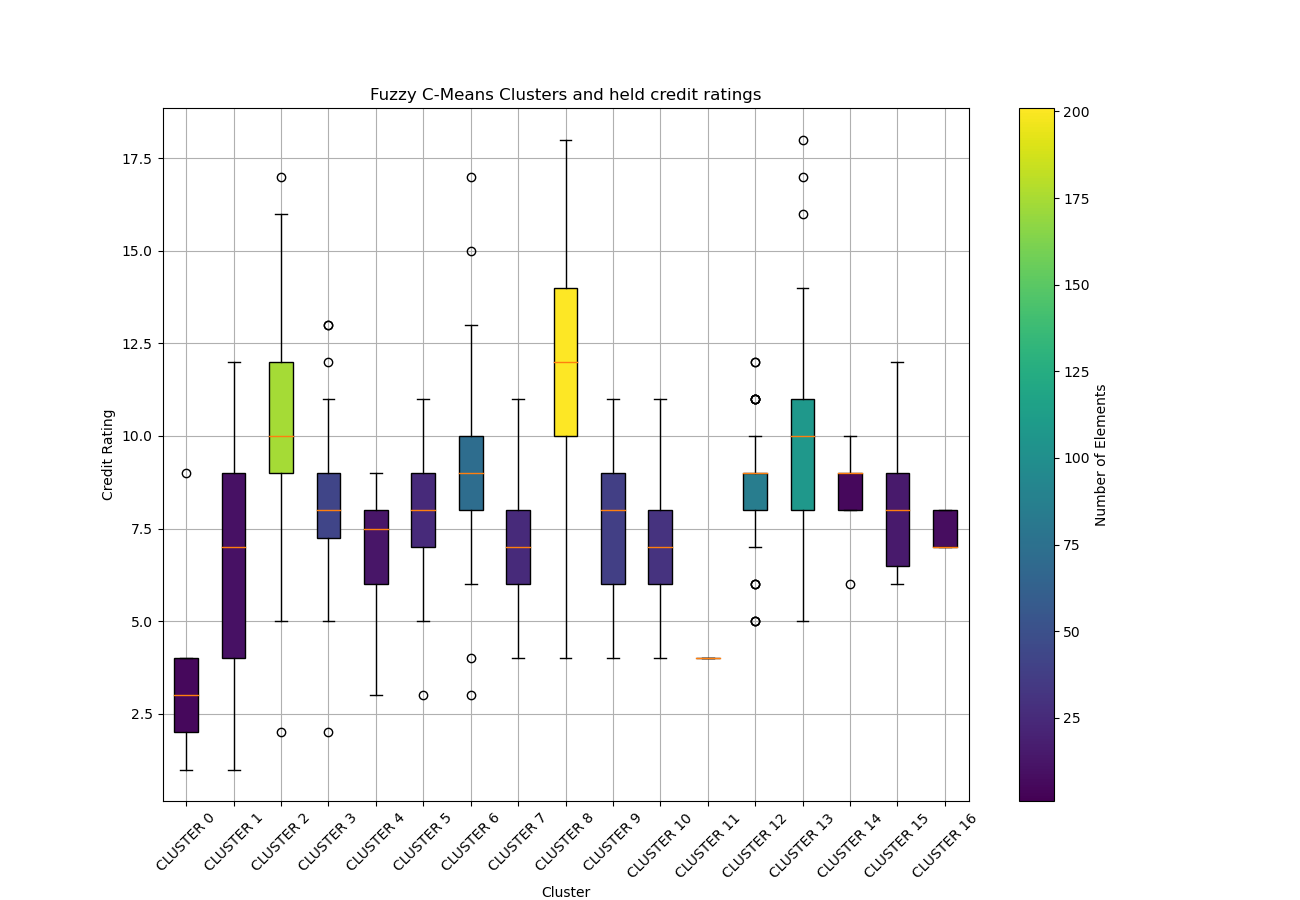 Fuzzy C-Means Clusters and held credit ratings
17.5
15.0
12.5
10.0
7.5
5.0
2.5
Credit Rating
CLUSTER 0
CLUSTER 1
CLUSTER 2
CLUSTER 3
CLUSTER 4
CLUSTER 5
CLUSTER 6
CLUSTER 7
CLUSTER 8
CLUSTER 9
CLUSTER 10
CLUSTER 11
CLUSTER 12
CLUSTER 13
CLUSTER 14
CLUSTER 15
CLUSTER 16
Cluster
200
175
150
125
100
75
50
25
Number of Elements